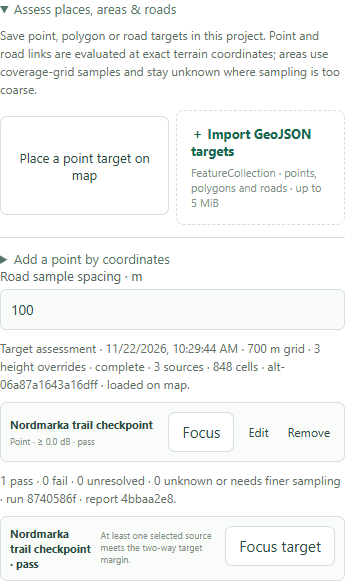 ▼ Assess places, areas & roads
Save point, polygon or road targets in this project. Point and
road links are evaluated at exact terrain coordinates; areas use
coverage-grid samples and stay unknown where sampling is too
coarse.
Place a point target on
map
+ Import GeoJSON
targets
FeatureCollection · points,
polygons and roads · up to
5 MiB
▶ Add a point by coordinates
Road sample spacing · m
100
Target assessment · 11/22/2026, 10:29:44 AM · 700 m grid · 3
height overrides · complete · 3 sources · 848 cells · alt-
06a87a1643a16dff · loaded on map.
Nordmarka trail checkpoint
Point · ≥ 0.0 dB · pass
Focus
Edit
Remove
1 pass · 0 fail · 0 unresolved · 0 unknown or needs finer sampling
· run 8740586f · report 4bbaa2e8.
Nordmarka
trail checkpoint
· pass
At least one selected source
meets the two-way target
margin.
Focus target